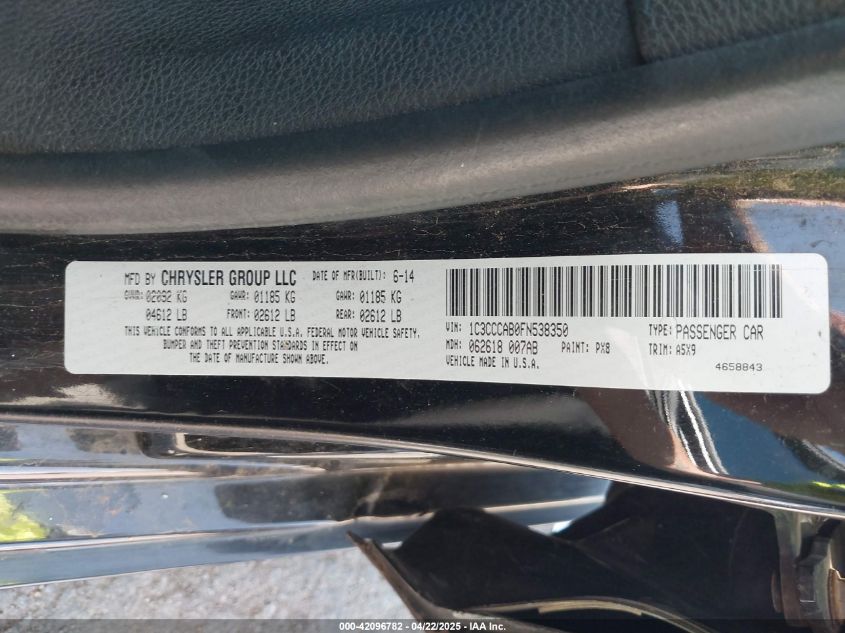 MFD BY CHRYSLER GROUP LLC DATE OF MFR(BUILT): 6-14
GVWR: 02092 KG GAWR: 01185 KG GAWR: 01185 KG
04612 LB FRONT: 02612 LB REAR: 02612 LB
THIS VEHICLE CONFORMS TO ALL APPLICABLE U.S.A. FEDERAL MOTOR VEHICLE SAFETY,
BUMPER AND THEFT PREVENTION STANDARDS IN EFFECT ON
THE DATE OF MANUFACTURE SHOWN ABOVE.
VIN: 1C3CCCAB0FN538350 TYPE: PASSENGER CAR
MDH: 062618 007AB PAINT: PX8 TRIM: A5X9
VEHICLE MADE IN U.S.A.
4658843
000-42096782 - 04/22/2025 - IAA Inc.